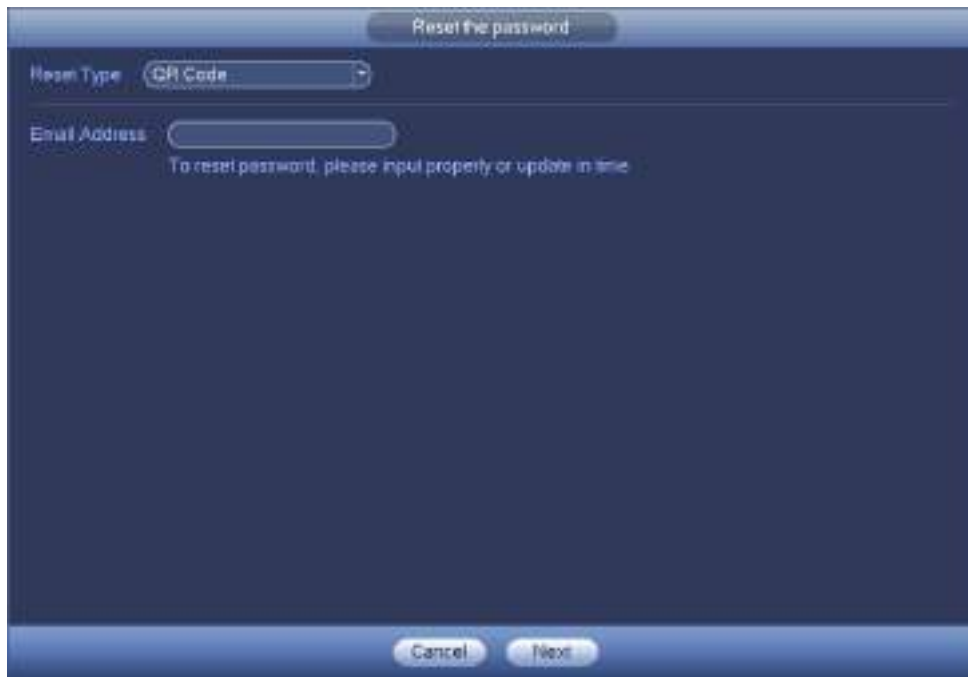 Reset the password
Reset Type QR Code
Email Address
To reset password, please input properly or update in time
Cancel Next